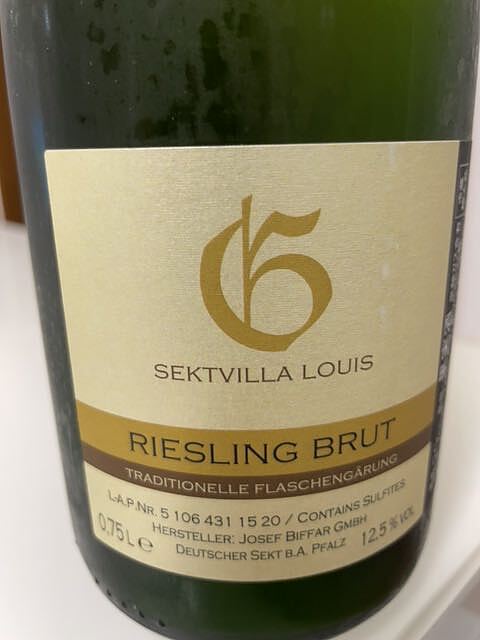 G
SEKTVILLA LOUIS
RIESLING BRUT
TRADITIONELLE FLASCHENGÄRUNG
L-A.P.NR. 5 106 431 15 20 / CONTAINS SULFITES
HERSTELLER: JOSEF BIFFAR GMBH
0,75 L ℮ DEUTSCHER SEKT B.A. PFALZ 12,5 % VOL